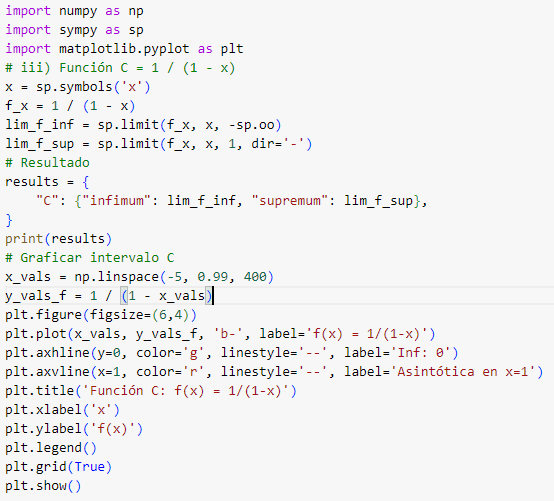 import numpy as np
import sympy as sp
import matplotlib.pyplot as plt
# iii) Función C = 1 / (1 - x)
x = sp.symbols('x')
f_x = 1 / (1 - x)
lim_f_inf = sp.limit(f_x, x, -sp.oo)
lim_f_sup = sp.limit(f_x, x, 1, dir='-')
# Resultado
results = {
    "C": {"infimum": lim_f_inf, "supremum": lim_f_sup},
}
print(results)
# Graficar intervalo C
x_vals = np.linspace(-5, 0.99, 400)
y_vals_f = 1 / (1 - x_vals)
plt.figure(figsize=(6,4))
plt.plot(x_vals, y_vals_f, 'b-', label='f(x) = 1/(1-x)')
plt.axhline(y=0, color='g', linestyle='--', label='Inf: 0')
plt.axvline(x=1, color='r', linestyle='--', label='Asintótica en x=1')
plt.title('Función C: f(x) = 1/(1-x)')
plt.xlabel('x')
plt.ylabel('f(x)')
plt.legend()
plt.grid(True)
plt.show()